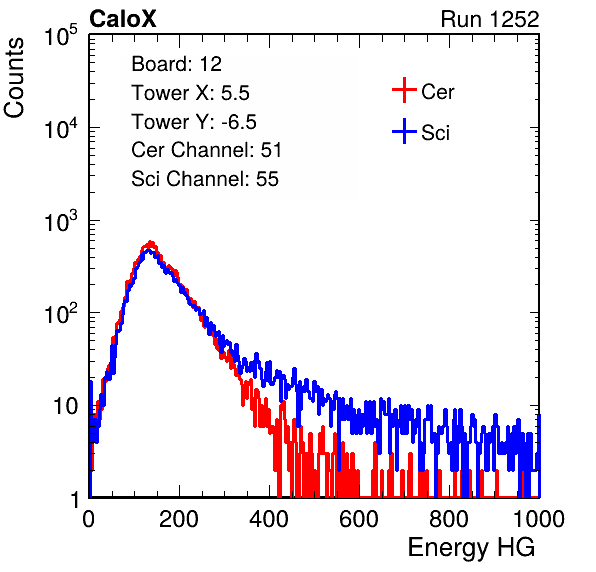 CaloX Run 1252
Counts
10^5
10^4
10^3
10^2
10
1
Board: 12
Tower X: 5.5
Tower Y: -6.5
Cer Channel: 51
Sci Channel: 55
Cer
Sci
0 200 400 600 800 1000
Energy HG